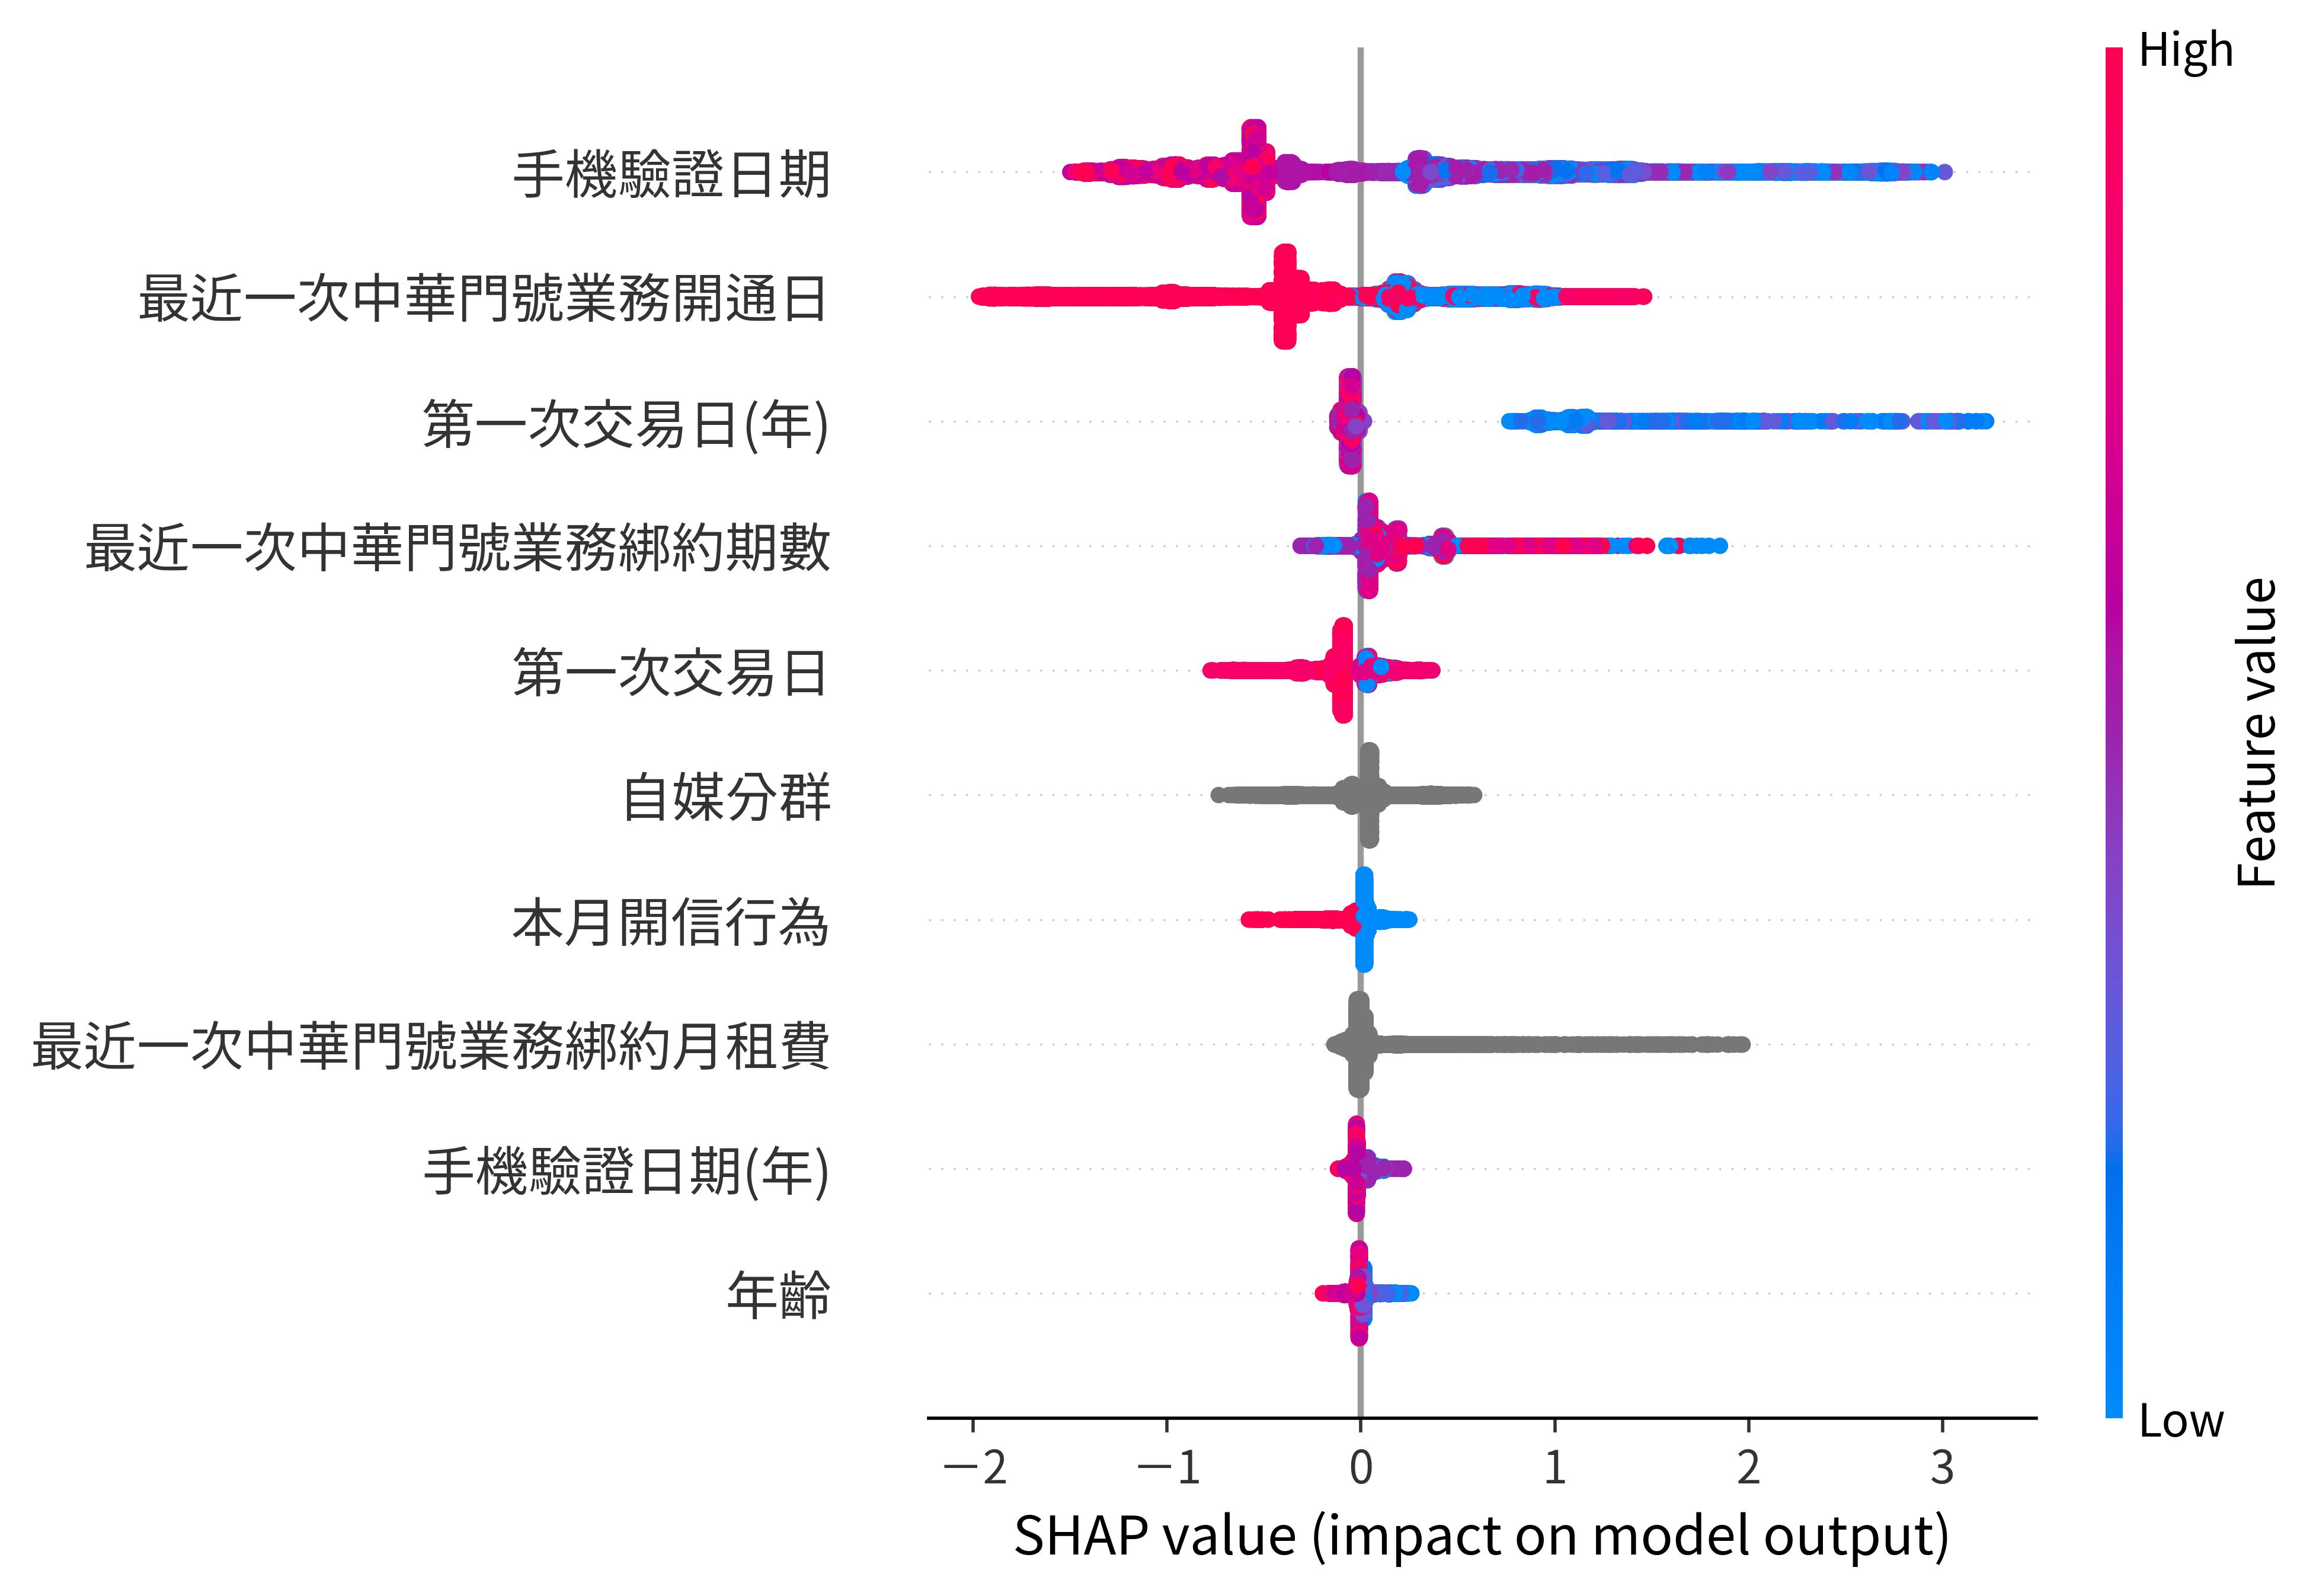 High
手機驗證日期
最近一次中華門號業務開通日
第一次交易日(年)
最近一次中華門號業務綁約期數
第一次交易日
自媒分群
本月開信行為
最近一次中華門號業務綁約月租費
手機驗證日期(年)
年齡
Feature value
Low
−2 −1 0 1 2 3
SHAP value (impact on model output)